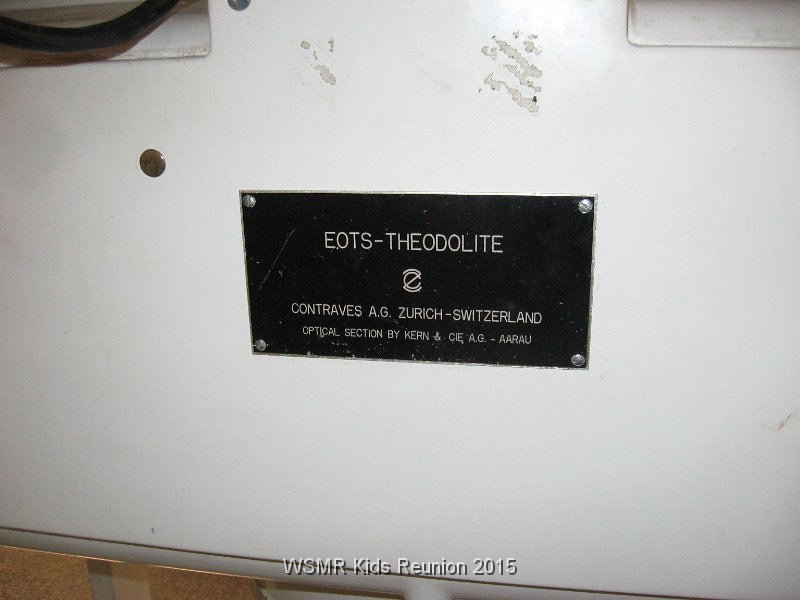 EOTS-THEODOLITE
CONTRAVES A.G. ZURICH-SWITZERLAND
OPTICAL SECTION BY KERN & CIE A.G. - AARAU
WSMR Kids Reunion 2015